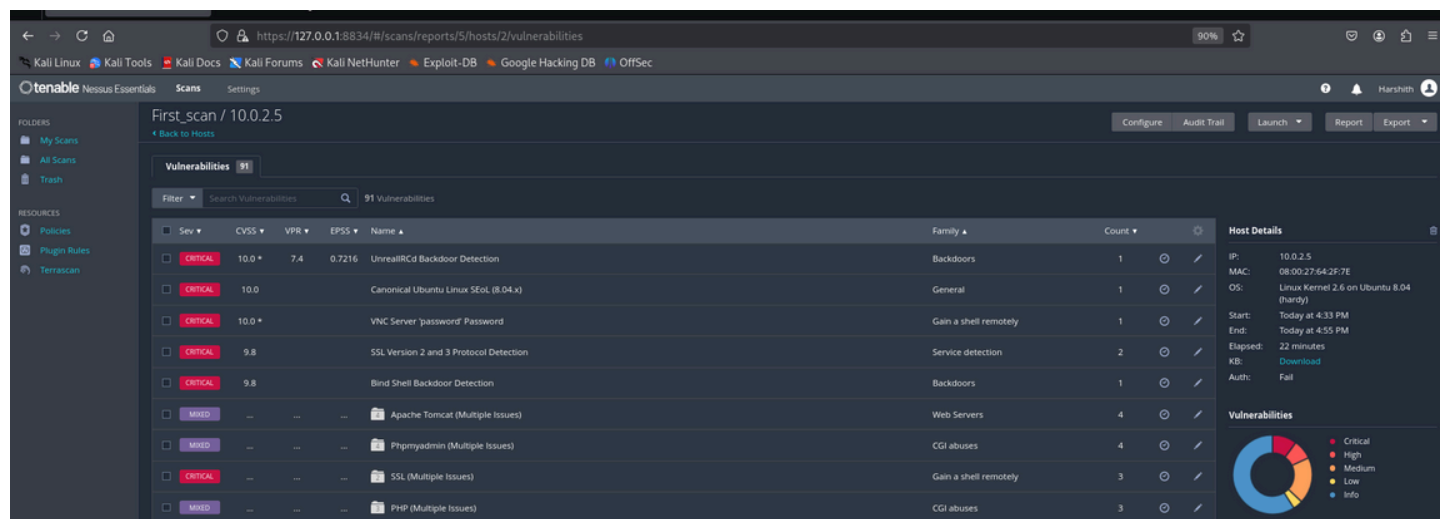 https://127.0.0.1:8834/#/scans/reports/5/hosts/2/vulnerabilities 90%
Kali Linux Kali Tools Kali Docs Kali Forums Kali NetHunter Exploit-DB Google Hacking DB OffSec
tenable Nessus Essentials Scans Settings Harshith
FOLDERS
My Scans
All Scans
Trash
RESOURCES
Policies
Plugin Rules
Terrascan
First_scan / 10.0.2.5
Back to Hosts
Configure Audit Trail Launch Report Export
Vulnerabilities 91
Filter Search Vulnerabilities 91 Vulnerabilities
Sev CVSS VPR EPSS Name Family Count
CRITICAL 10.0 * 7.4 0.7216 UnrealIRCd Backdoor Detection Backdoors 1
CRITICAL 10.0 Canonical Ubuntu Linux SEoL (8.04.x) General 1
CRITICAL 10.0 * VNC Server 'password' Password Gain a shell remotely 1
CRITICAL 9.8 SSL Version 2 and 3 Protocol Detection Service detection 2
CRITICAL 9.8 Bind Shell Backdoor Detection Backdoors 1
MIXED ... ... ... Apache Tomcat (Multiple Issues) Web Servers 4
MIXED ... ... ... Phpmyadmin (Multiple Issues) CGI abuses 4
CRITICAL ... ... ... SSL (Multiple Issues) Gain a shell remotely 3
MIXED ... ... ... PHP (Multiple Issues) CGI abuses 3
Host Details
IP: 10.0.2.5
MAC: 08:00:27:64:2F:7E
OS: Linux Kernel 2.6 on Ubuntu 8.04
(hardy)
Start: Today at 4:33 PM
End: Today at 4:55 PM
Elapsed: 22 minutes
KB: Download
Auth: Fail
Vulnerabilities
Critical
High
Medium
Low
Info